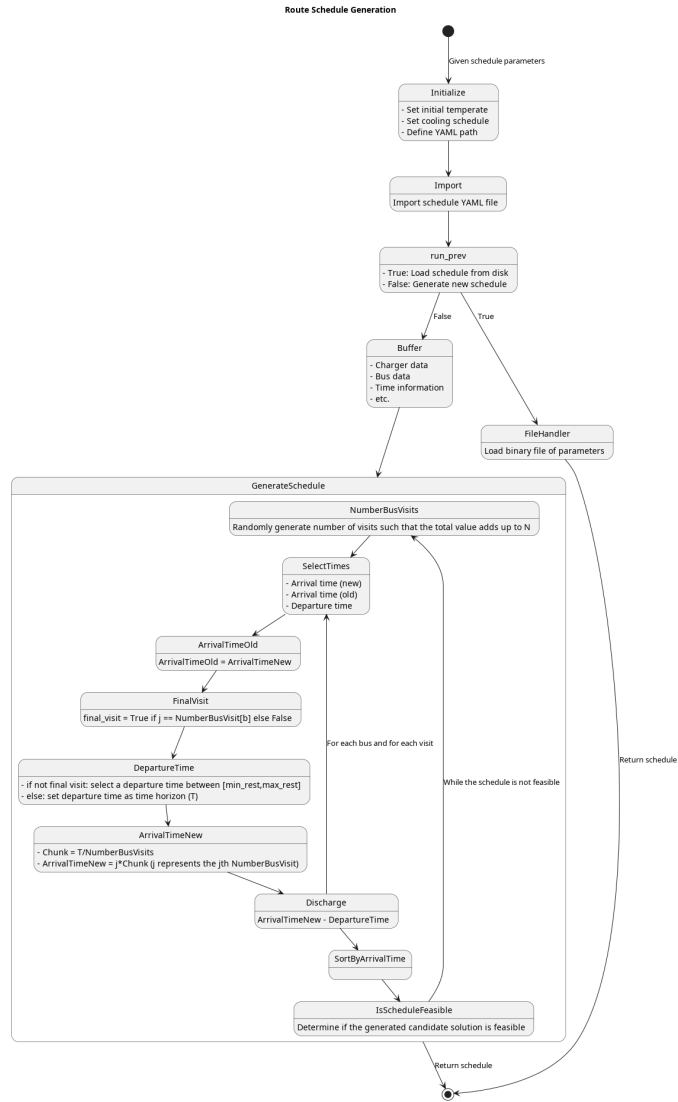 Route Schedule Generation
Given schedule parameters
Initialize
- Set initial temperate
- Set cooling schedule
- Define YAML path
Import
Import schedule YAML file
run_prev
- True: Load schedule from disk
- False: Generate new schedule
False
True
Buffer
- Charger data
- Bus data
- Time information
- etc.
FileHandler
Load binary file of parameters
GenerateSchedule
NumberBusVisits
Randomly generate number of visits such that the total value adds up to N
SelectTimes
- Arrival time (new)
- Arrival time (old)
- Departure time
ArrivalTimeOld
ArrivalTimeOld = ArrivalTimeNew
FinalVisit
final_visit = True if j == NumberBusVisit[b] else False
For each bus and for each visit
Return schedule
DepartureTime
- if not final visit: select a departure time between [min_rest,max_rest]
- else: set departure time as time horizon (T)
While the schedule is not feasible
ArrivalTimeNew
- Chunk = T/NumberBusVisits
- ArrivalTimeNew = j*Chunk (j represents the jth NumberBusVisit)
Discharge
ArrivalTimeNew - DepartureTime
SortByArrivalTime
IsScheduleFeasible
Determine if the generated candidate solution is feasible
Return schedule